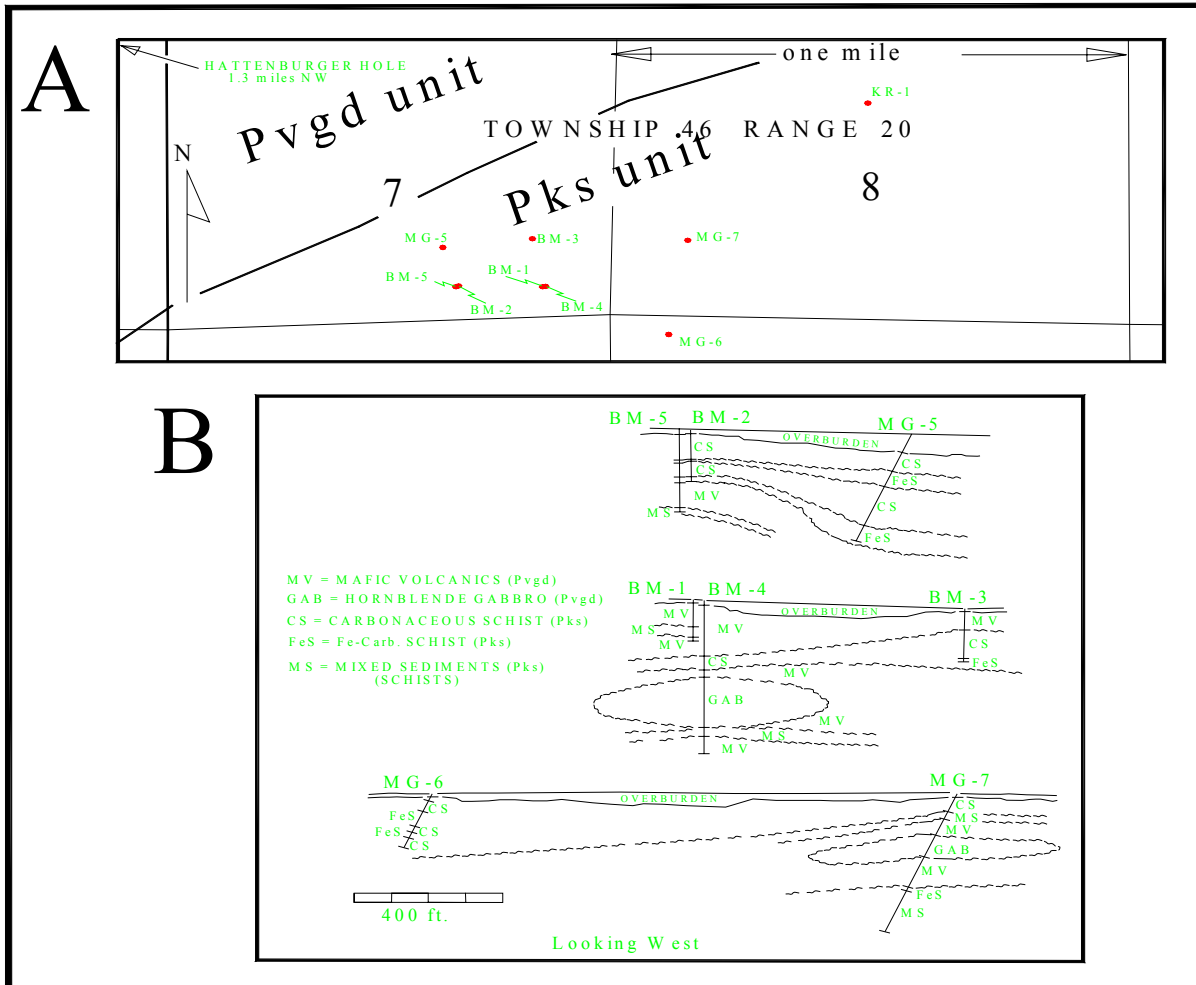 A
HATTENBURGER HOLE
1.3 miles NW
one mile
Pvgd unit
KR-1
TOWNSHIP 46 RANGE 20
N
Pks unit
7
8
MG-5
BM-3
MG-7
BM-5
BM-1
BM-2
BM-4
MG-6
B
BM-5 BM-2
MG-5
OVERBURDEN
CS
CS
CS
FeS
MV
CS
MS
FeS
MV = MAFIC VOLCANICS (Pvgd)
GAB = HORNBLENDE GABBRO (Pvgd)
CS = CARBONACEOUS SCHIST (Pks)
FeS = Fe-Carb. SCHIST (Pks)
MS = MIXED SEDIMENTS (Pks)
(SCHISTS)
BM-1 BM-4
BM-3
OVERBURDEN
MV
MV
MV
MS
MV
CS
CS
FeS
MV
GAB
MV
MS
MV
MG-6
MG-7
OVERBURDEN
CS
FeS
FeS
CS
CS
CS
MS
MV
GAB
MV
FeS
MS
400 ft.
Looking West